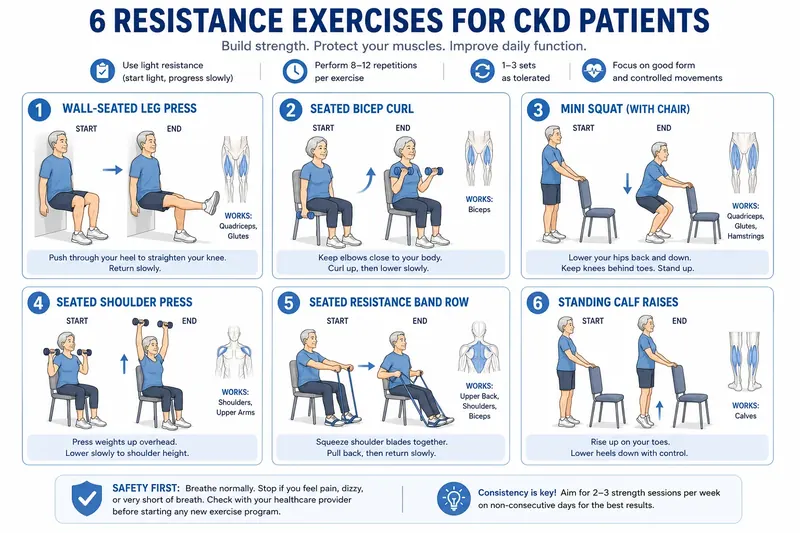 6 RESISTANCE EXERCISES FOR CKD PATIENTS
Build strength. Protect your muscles. Improve daily function.
Use light resistance
(start light, progress slowly)
Perform 8–12 repetitions
per exercise
1–3 sets
as tolerated
Focus on good form
and controlled movements
1 WALL-SEATED LEG PRESS
START
END
WORKS:
Quadriceps,
Glutes
Push through your heel to straighten your knee.
Return slowly.
2 SEATED BICEP CURL
START
END
WORKS:
Biceps
Keep elbows close to your body.
Curl up, then lower slowly.
3 MINI SQUAT (WITH CHAIR)
START
END
WORKS:
Quadriceps,
Glutes,
Hamstrings
Lower your hips back and down.
Keep knees behind toes. Stand up.
4 SEATED SHOULDER PRESS
START
END
WORKS:
Shoulders,
Upper Arms
Press weights up overhead.
Lower slowly to shoulder height.
5 SEATED RESISTANCE BAND ROW
START
END
WORKS:
Upper Back,
Shoulders,
Biceps
Squeeze shoulder blades together.
Pull back, then return slowly.
6 STANDING CALF RAISES
START
END
WORKS:
Calves
Rise up on your toes.
Lower heels down with control.
SAFETY FIRST: Breathe normally. Stop if you feel pain, dizzy,
or very short of breath. Check with your healthcare provider
before starting any new exercise program.
Consistency is key! Aim for 2–3 strength sessions per week
on non-consecutive days for the best results.